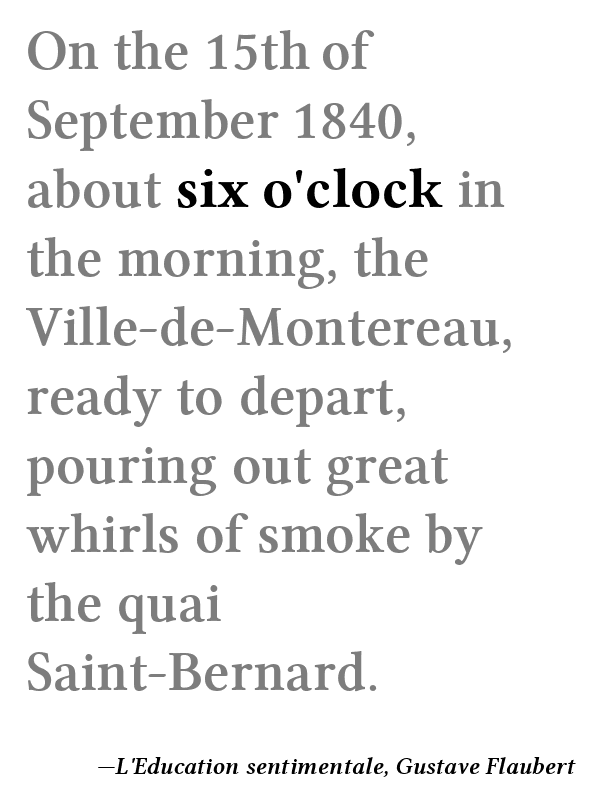 On the 15th of
September 1840,
about six o'clock in
the morning, the
Ville-de-Montereau,
ready to depart,
pouring out great
whirls of smoke by
the quai
Saint-Bernard.
—L'Education sentimentale, Gustave Flaubert